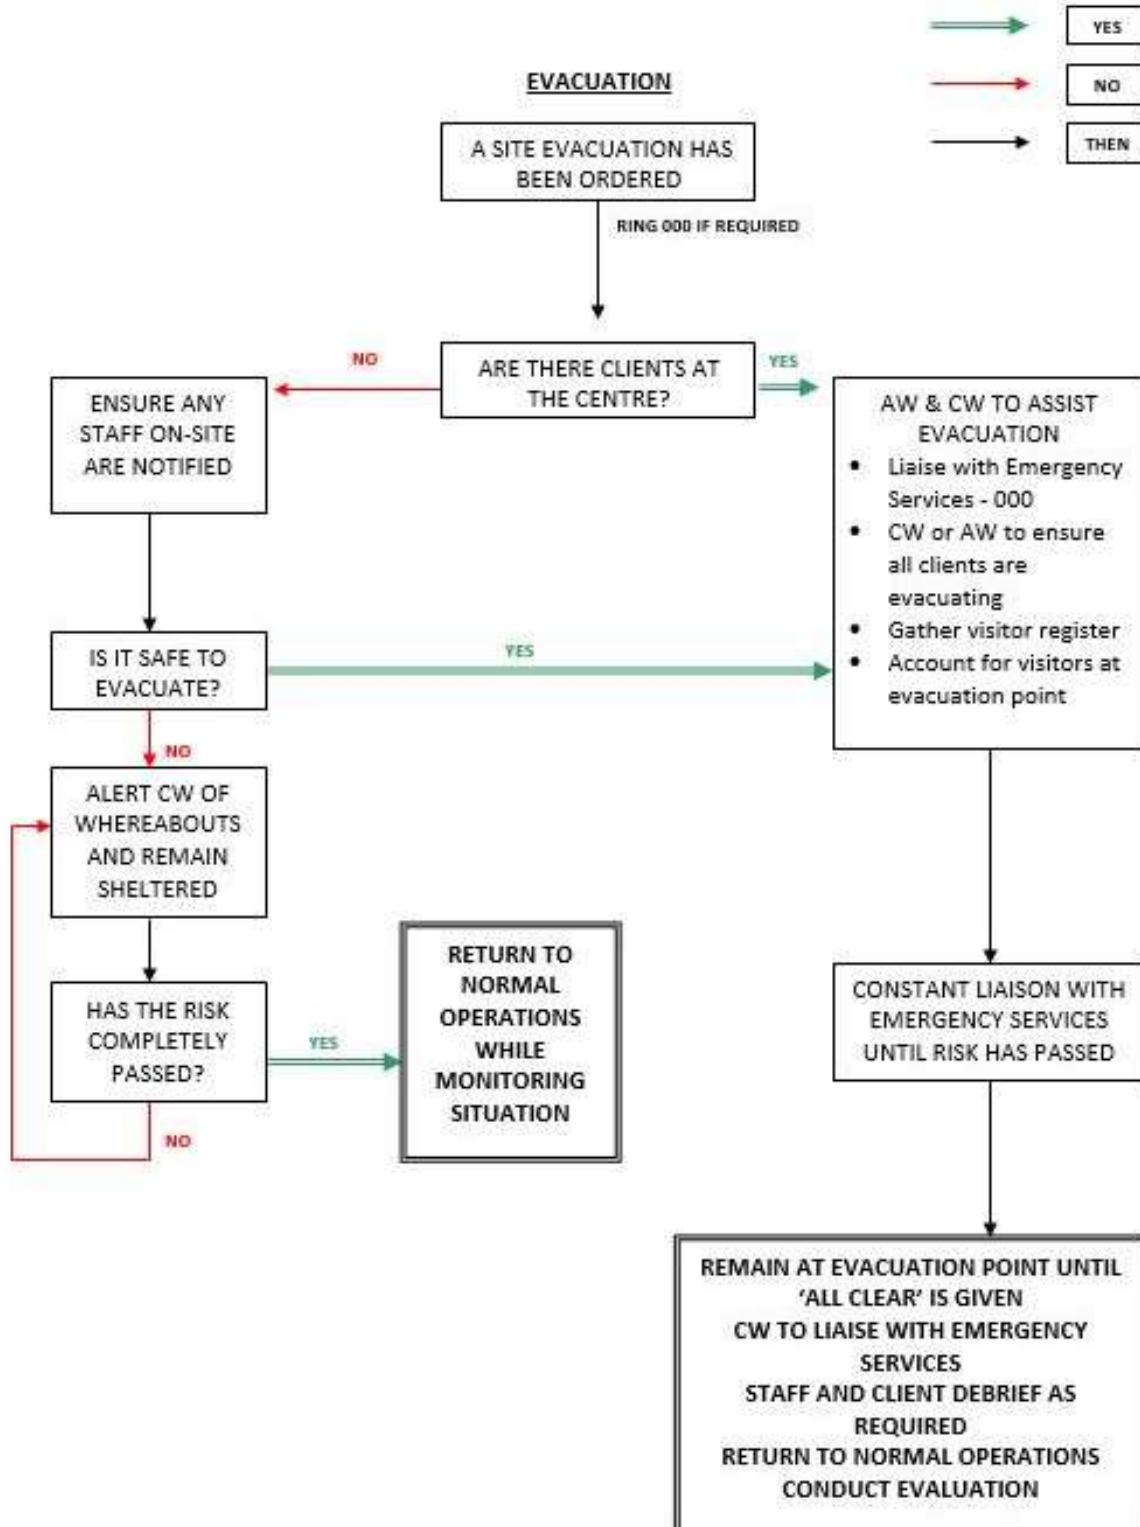 YES
NO
THEN
EVACUATION
A SITE EVACUATION HAS
BEEN ORDERED
RING 000 IF REQUIRED
ARE THERE CLIENTS AT
THE CENTRE?
NO
YES
ENSURE ANY
STAFF ON-SITE
ARE NOTIFIED
AW & CW TO ASSIST
EVACUATION
• Liaise with Emergency
Services - 000
• CW or AW to ensure
all clients are
evacuating
• Gather visitor register
• Account for visitors at
evacuation point
IS IT SAFE TO
EVACUATE?
YES
NO
ALERT CW OF
WHEREABOUTS
AND REMAIN
SHELTERED
HAS THE RISK
COMPLETELY
PASSED?
YES
NO
RETURN TO
NORMAL
OPERATIONS
WHILE
MONITORING
SITUATION
CONSTANT LIAISON WITH
EMERGENCY SERVICES
UNTIL RISK HAS PASSED
REMAIN AT EVACUATION POINT UNTIL
‘ALL CLEAR’ IS GIVEN
CW TO LIAISE WITH EMERGENCY
SERVICES
STAFF AND CLIENT DEBRIEF AS
REQUIRED
RETURN TO NORMAL OPERATIONS
CONDUCT EVALUATION